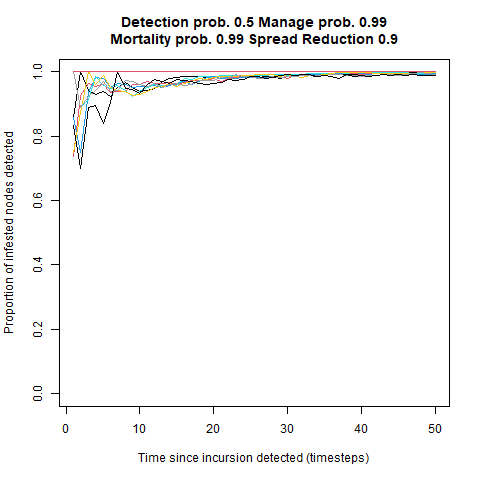 Detection prob. 0.5 Manage prob. 0.99
Mortality prob. 0.99 Spread Reduction 0.9
Proportion of infested nodes detected
1.0
0.8
0.6
0.4
0.2
0.0
0 10 20 30 40 50
Time since incursion detected (timesteps)